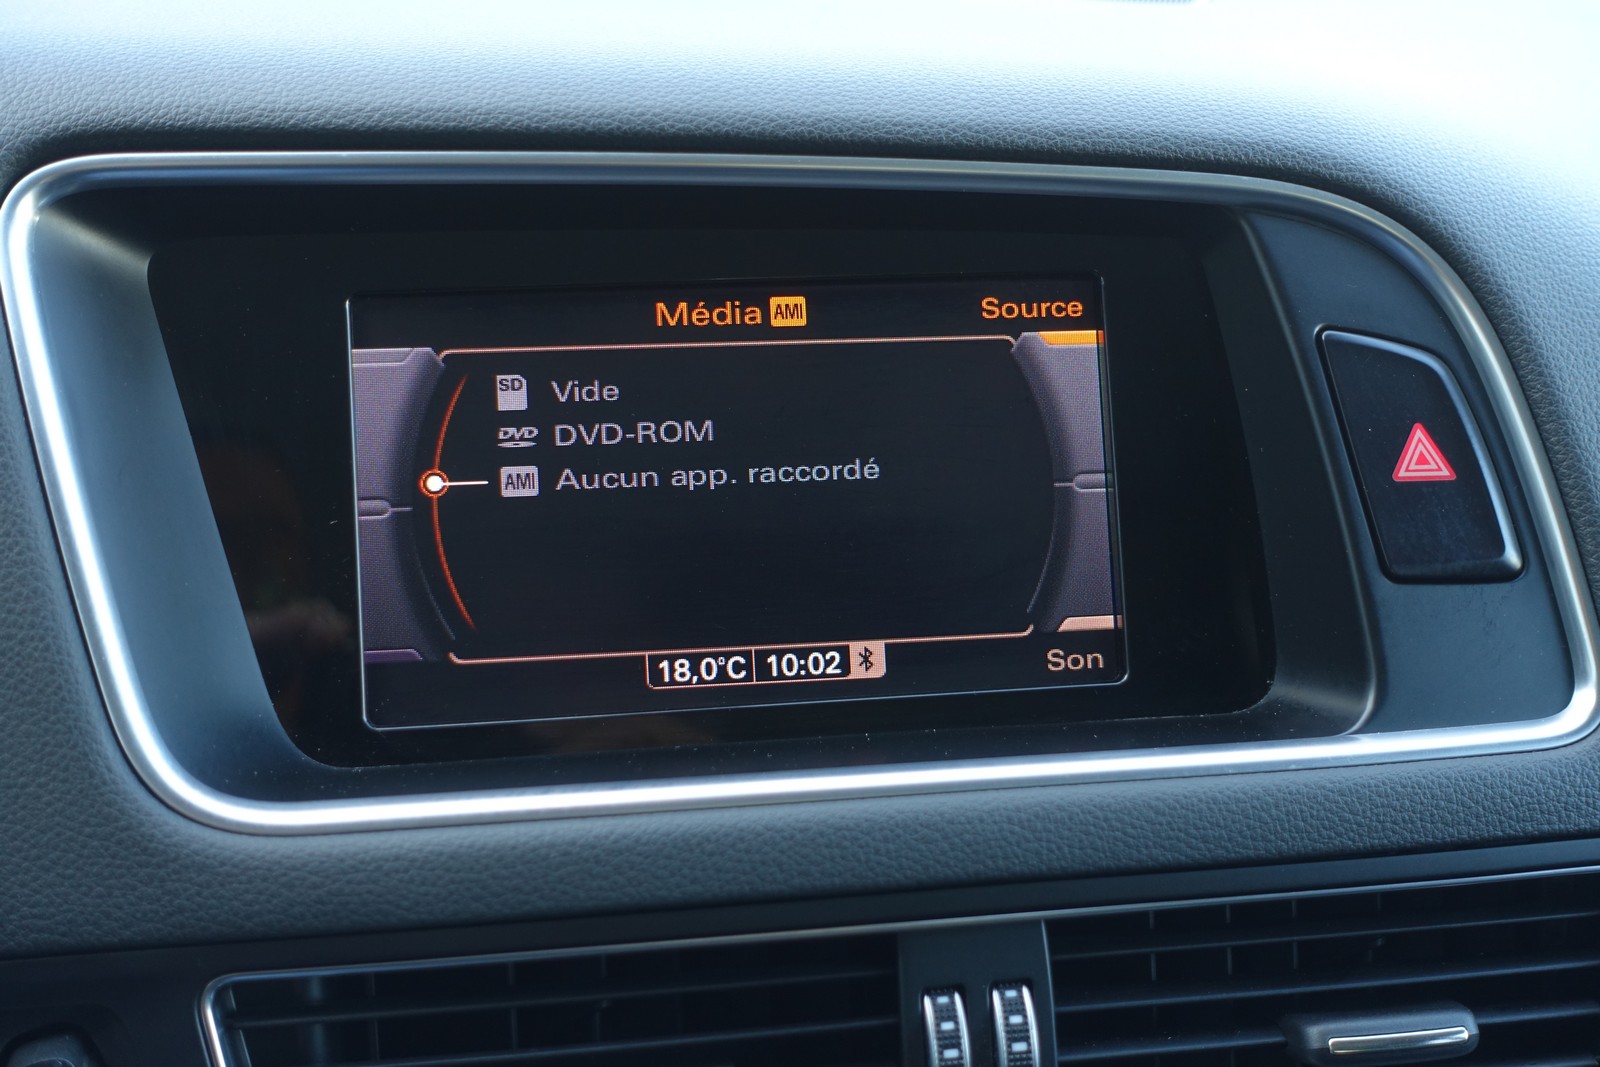 Média AMI Source
SD Vide
DVD DVD-ROM
AMI Aucun app. raccordé
18,0°C 10:02
Son